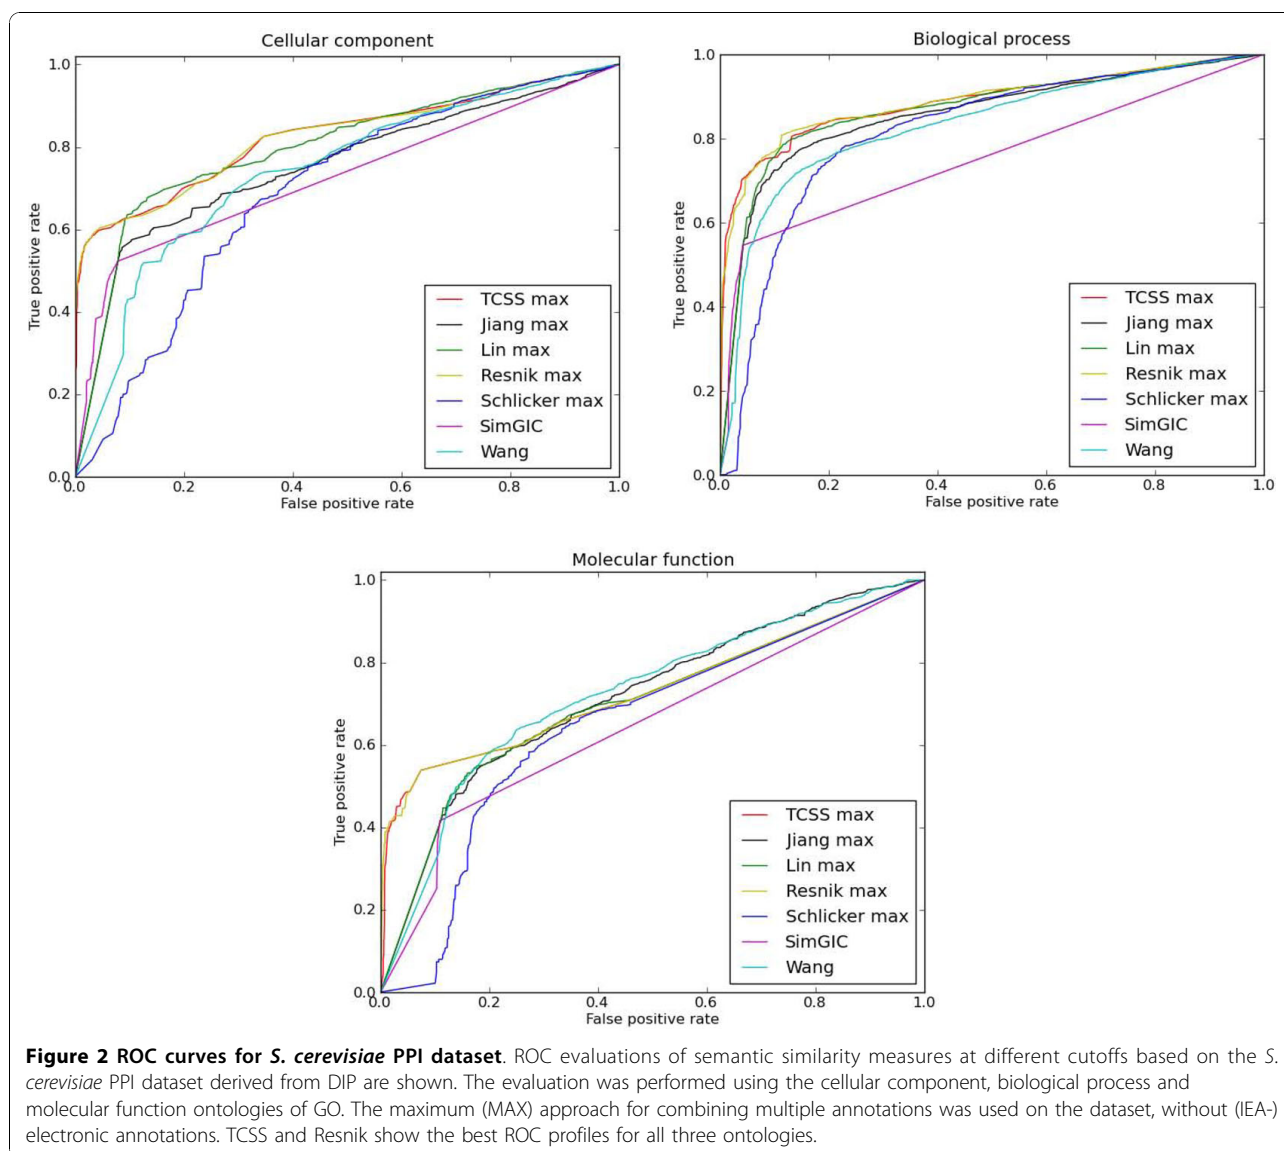 Cellular component
True positive rate
1.0
0.8
0.6
0.4
0.2
0.0
0.0 0.2 0.4 0.6 0.8 1.0
False positive rate
TCSS max
Jiang max
Lin max
Resnik max
Schlicker max
SimGIC
Wang
Biological process
True positive rate
1.0
0.8
0.6
0.4
0.2
0.0
0.0 0.2 0.4 0.6 0.8 1.0
False positive rate
TCSS max
Jiang max
Lin max
Resnik max
Schlicker max
SimGIC
Wang
Molecular function
True positive rate
1.0
0.8
0.6
0.4
0.2
0.0
0.0 0.2 0.4 0.6 0.8 1.0
False positive rate
TCSS max
Jiang max
Lin max
Resnik max
Schlicker max
SimGIC
Wang
Figure 2 ROC curves for S. cerevisiae PPI dataset. ROC evaluations of semantic similarity measures at different cutoffs based on the S.
cerevisiae PPI dataset derived from DIP are shown. The evaluation was performed using the cellular component, biological process and
molecular function ontologies of GO. The maximum (MAX) approach for combining multiple annotations was used on the dataset, without (IEA-)
electronic annotations. TCSS and Resnik show the best ROC profiles for all three ontologies.